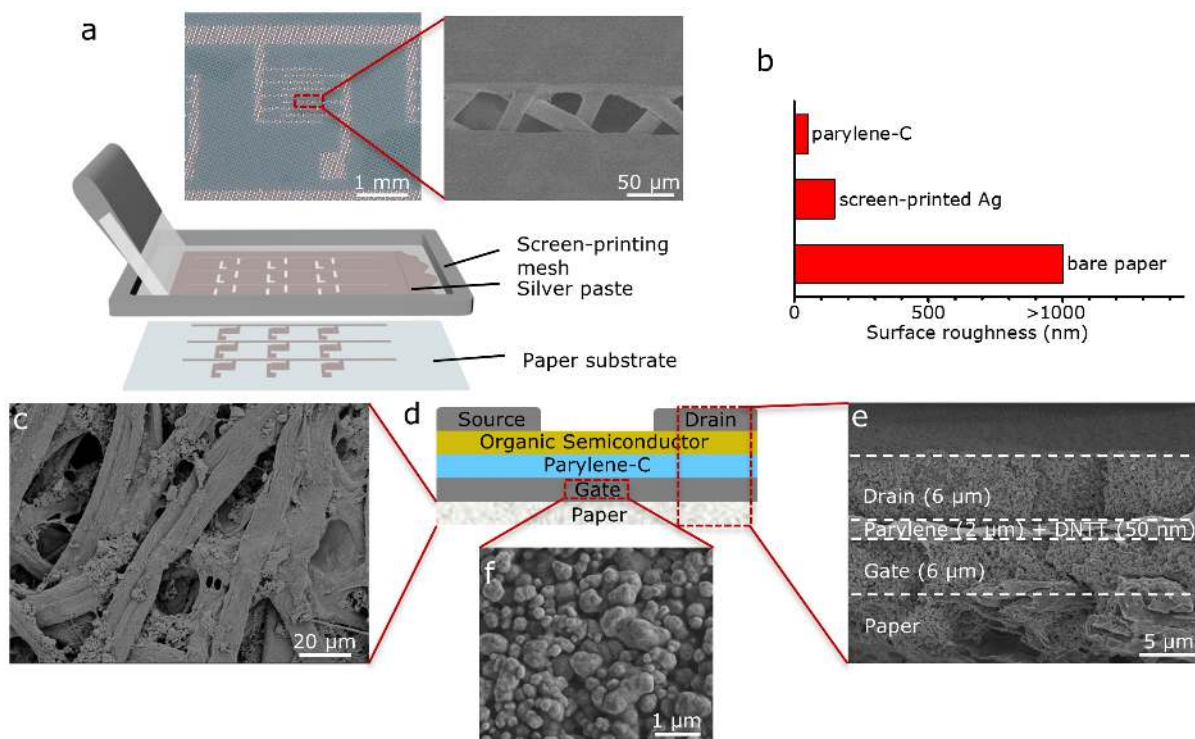 a
1 mm
50 µm
Screen-printing
mesh
Silver paste
Paper substrate
b
parylene-C
screen-printed Ag
bare paper
0
500
>1000
Surface roughness (nm)
c
20 µm
d
Source
Drain
Organic Semiconductor
Parylene-C
Gate
Paper
e
Drain (6 µm)
Parylene (2 µm) + DNTT (50 nm)
Gate (6 µm)
Paper
5 µm
f
1 µm